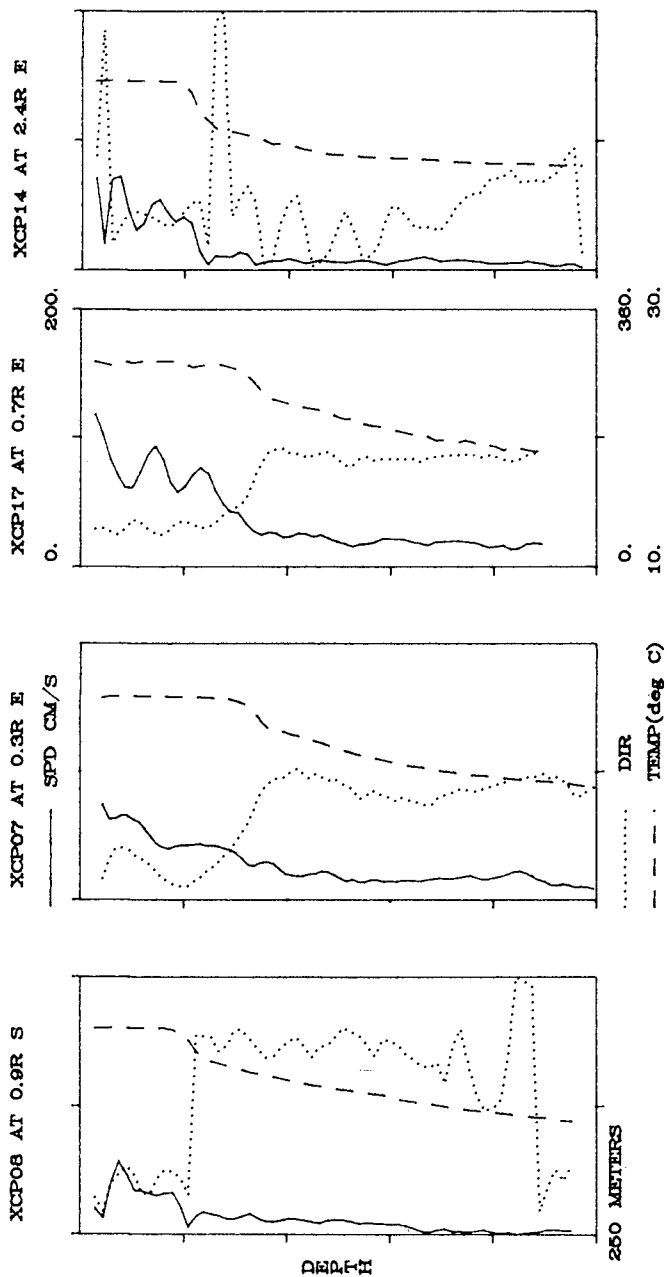 XCP08 AT 0.9R S
XCP07 AT 0.3R E
XCP17 AT 0.7R E
XCP14 AT 2.4R E
SPD CM/S
0.
200.
DEPTH
250 METERS
DIR
0.
360.
TEMP(deg C)
10.
30.